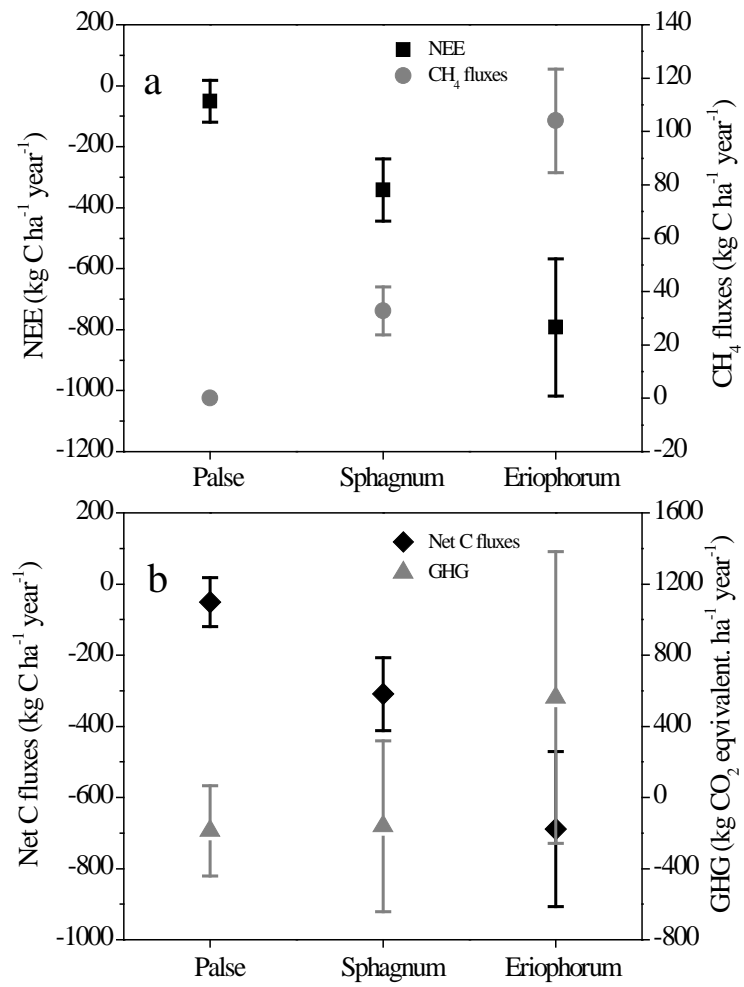 200
0
-200
-400
-600
-800
-1000
-1200
NEE (kg C ha⁻¹ year⁻¹)
a
NEE
CH₄ fluxes
140
120
100
80
60
40
20
0
-20
CH₄ fluxes (kg C ha⁻¹ year⁻¹)
Palse Sphagnum Eriophorum
200
0
-200
-400
-600
-800
-1000
Net C fluxes (kg C ha⁻¹ year⁻¹)
b
Net C fluxes
GHG
1600
1200
800
400
0
-400
-800
GHG (kg CO₂ eqvivalent. ha⁻¹ year⁻¹)
Palse Sphagnum Eriophorum